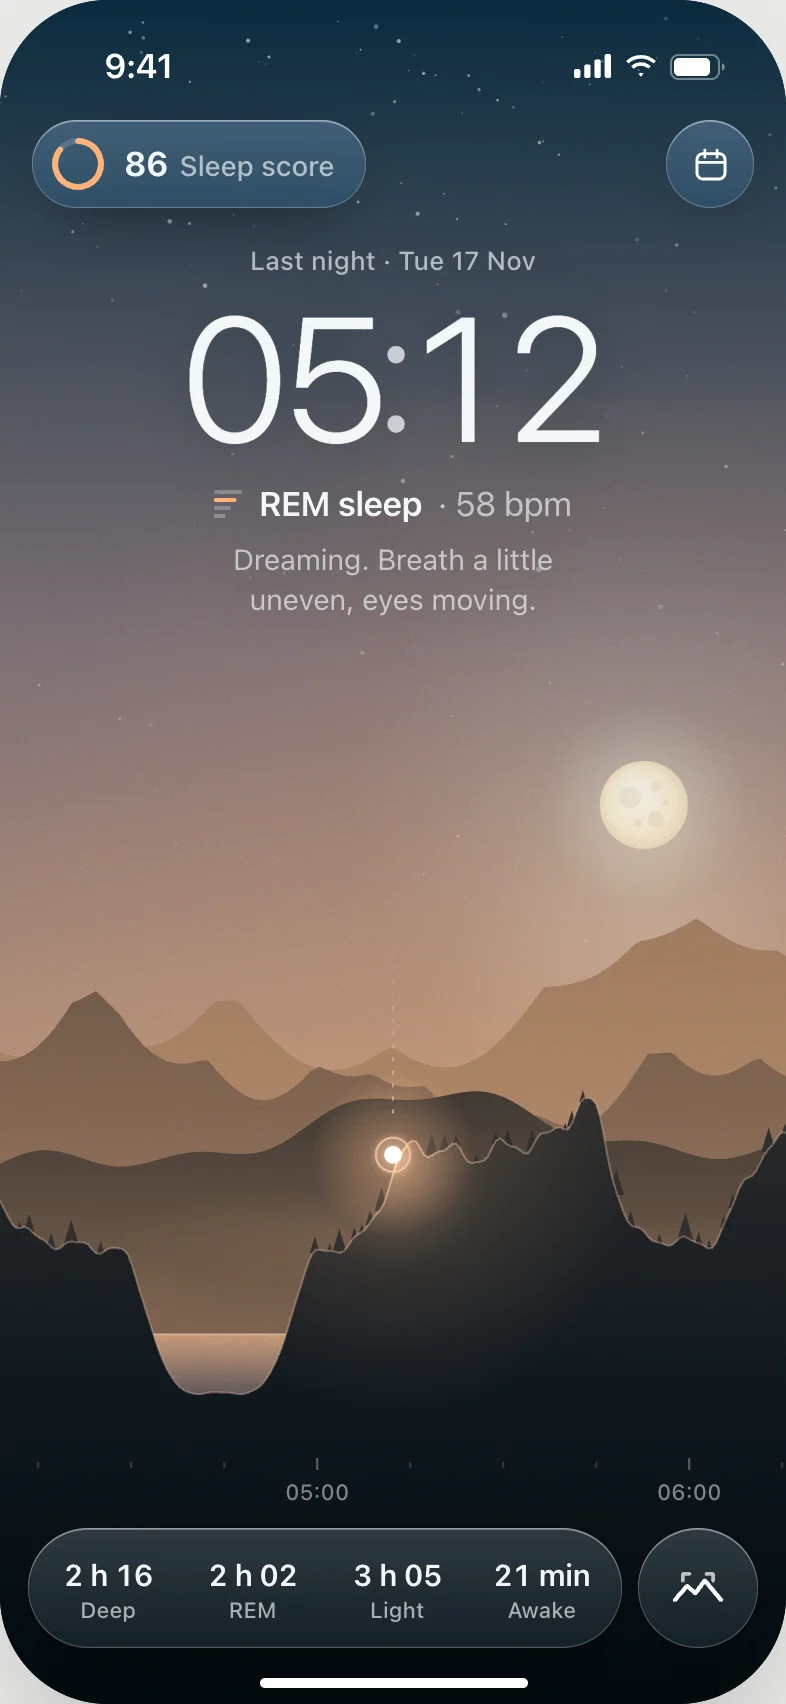 9:41
86 Sleep score
Last night · Tue 17 Nov
05:12
REM sleep · 58 bpm
Dreaming. Breath a little
uneven, eyes moving.
05:00 06:00
2 h 16 2 h 02 3 h 05 21 min
Deep REM Light Awake